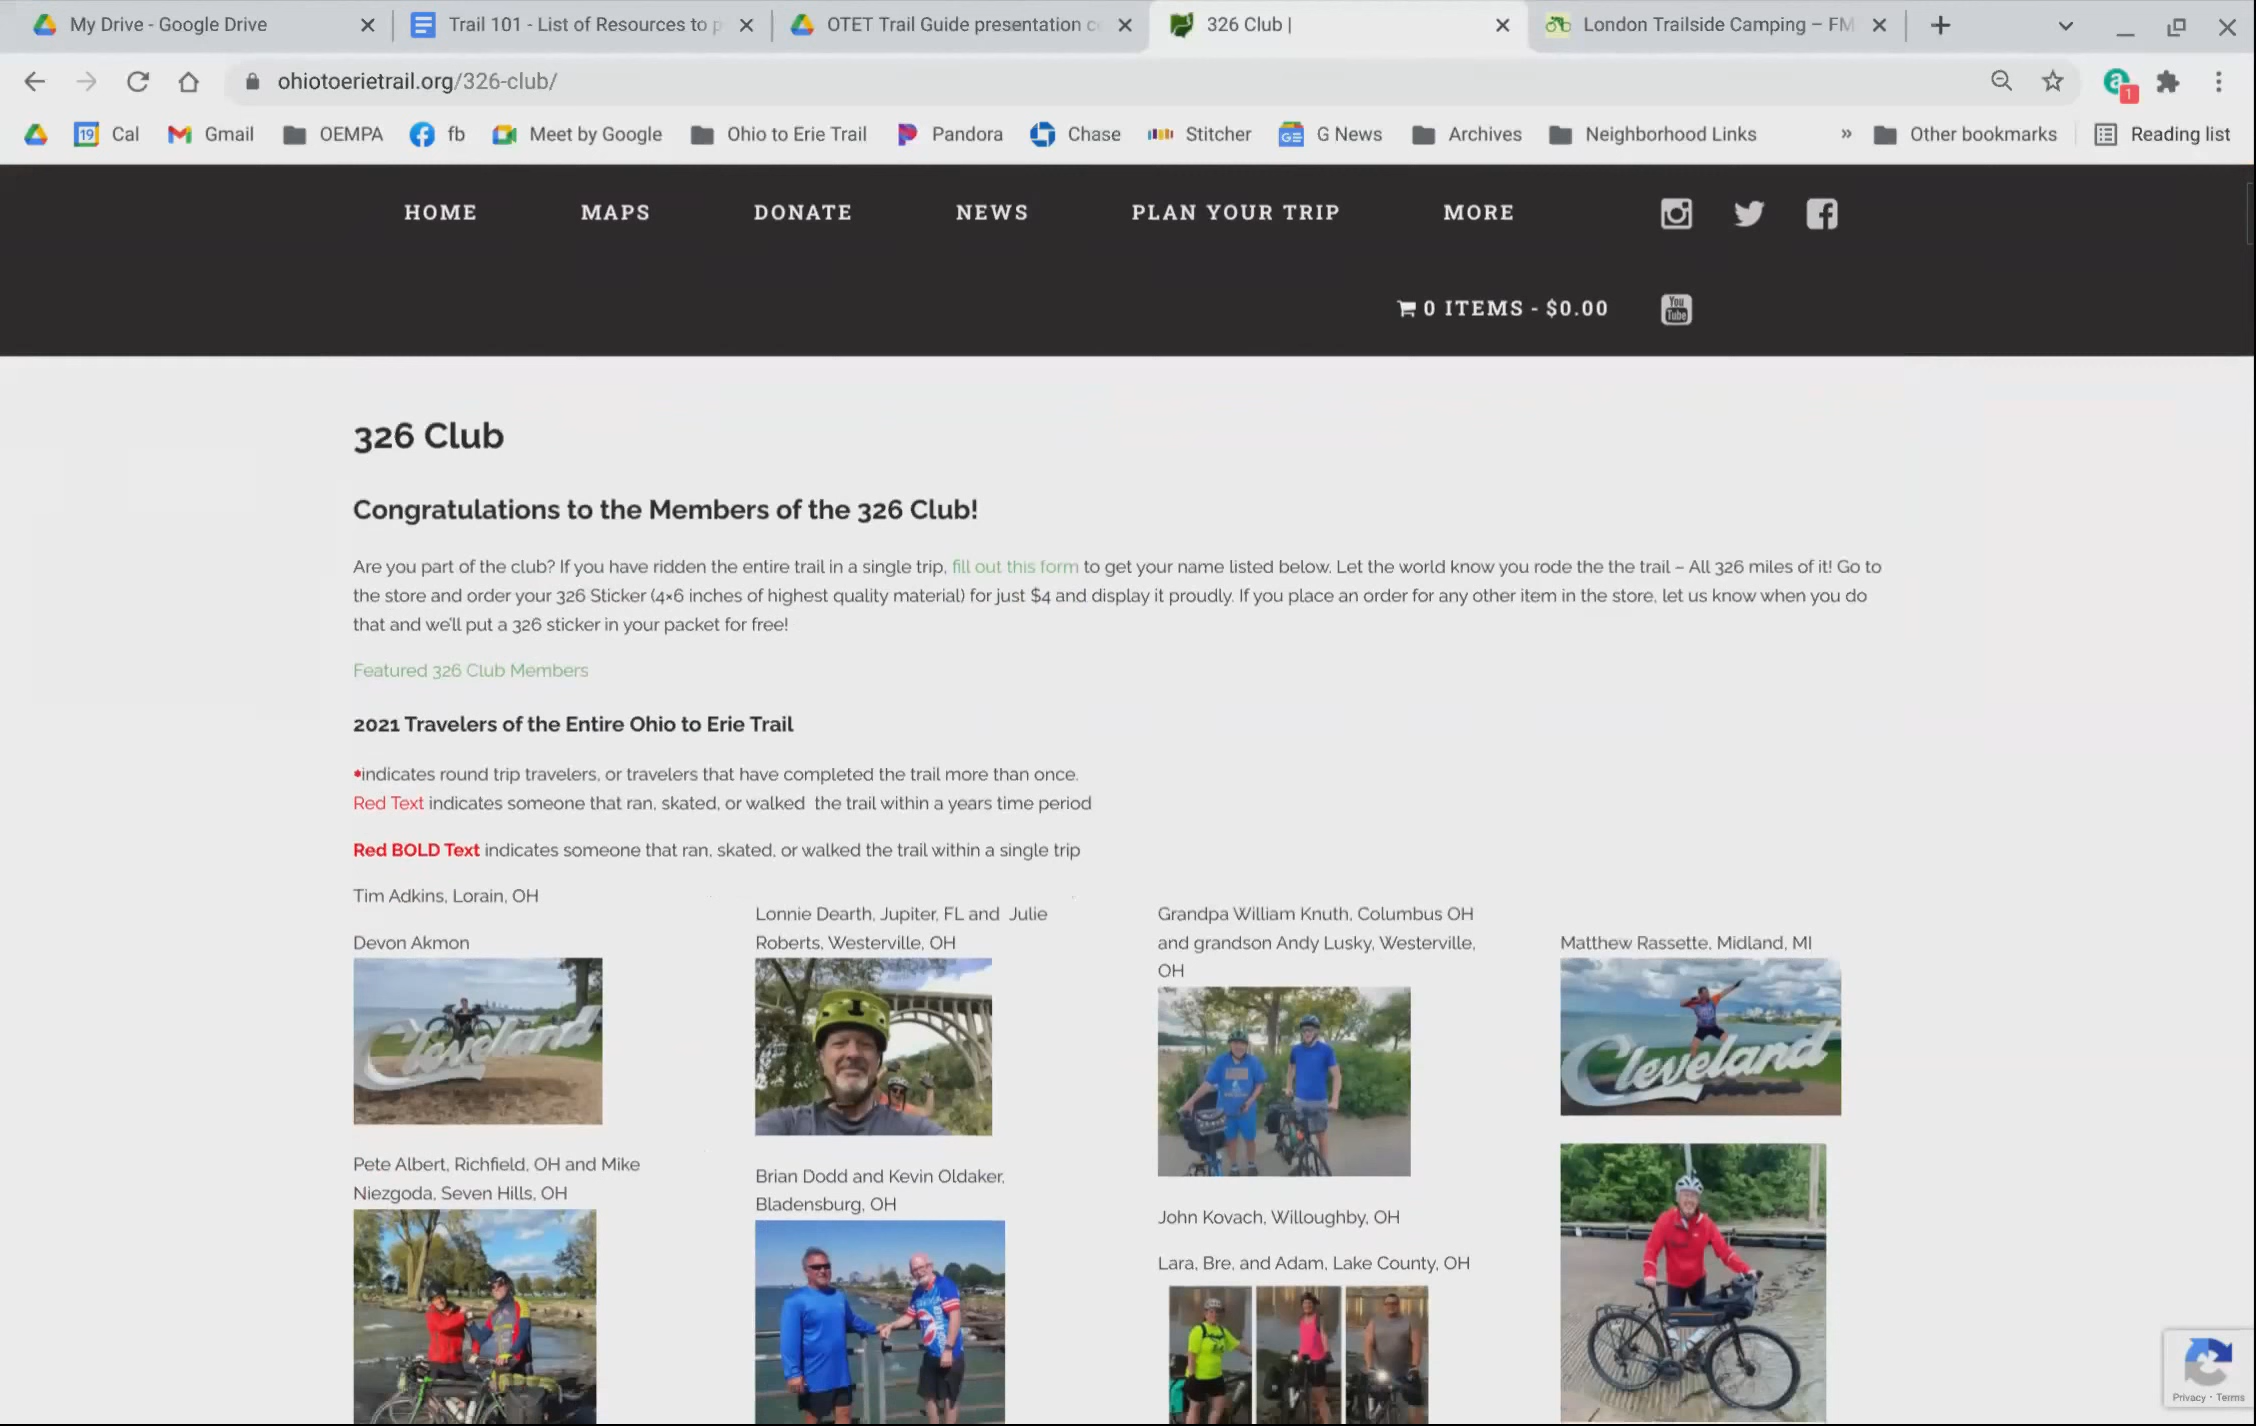 My Drive - Google Drive
Trail 101 - List of Resources to p
OTET Trail Guide presentation c
326 Club |
London Trailside Camping – FM
ohiotoerietrail.org/326-club/
1
19 Cal
Gmail
OEMPA
fb
Meet by Google
Ohio to Erie Trail
Pandora
Chase
Stitcher
GE G News
Archives
Neighborhood Links
»
Other bookmarks
Reading list
HOME
MAPS
DONATE
NEWS
PLAN YOUR TRIP
MORE
0 ITEMS - $0.00
You Tube
326 Club
Congratulations to the Members of the 326 Club!
Are you part of the club? If you have ridden the entire trail in a single trip, fill out this form to get your name listed below. Let the world know you rode the the trail – All 326 miles of it! Go to
the store and order your 326 Sticker (4×6 inches of highest quality material) for just $4 and display it proudly. If you place an order for any other item in the store, let us know when you do
that and we'll put a 326 sticker in your packet for free!
Featured 326 Club Members
2021 Travelers of the Entire Ohio to Erie Trail
*indicates round trip travelers, or travelers that have completed the trail more than once.
Red Text indicates someone that ran, skated, or walked the trail within a years time period
Red BOLD Text indicates someone that ran, skated, or walked the trail within a single trip
Tim Adkins, Lorain, OH
Devon Akmon
Cleveland
Pete Albert, Richfield, OH and Mike
Niezgoda, Seven Hills, OH
Lonnie Dearth, Jupiter, FL and Julie
Roberts, Westerville, OH
Brian Dodd and Kevin Oldaker,
Bladensburg, OH
Grandpa William Knuth, Columbus OH
and grandson Andy Lusky, Westerville,
OH
John Kovach, Willoughby, OH
Lara, Bre, and Adam, Lake County, OH
Matthew Rassette, Midland, MI
Cleveland
Privacy - Terms